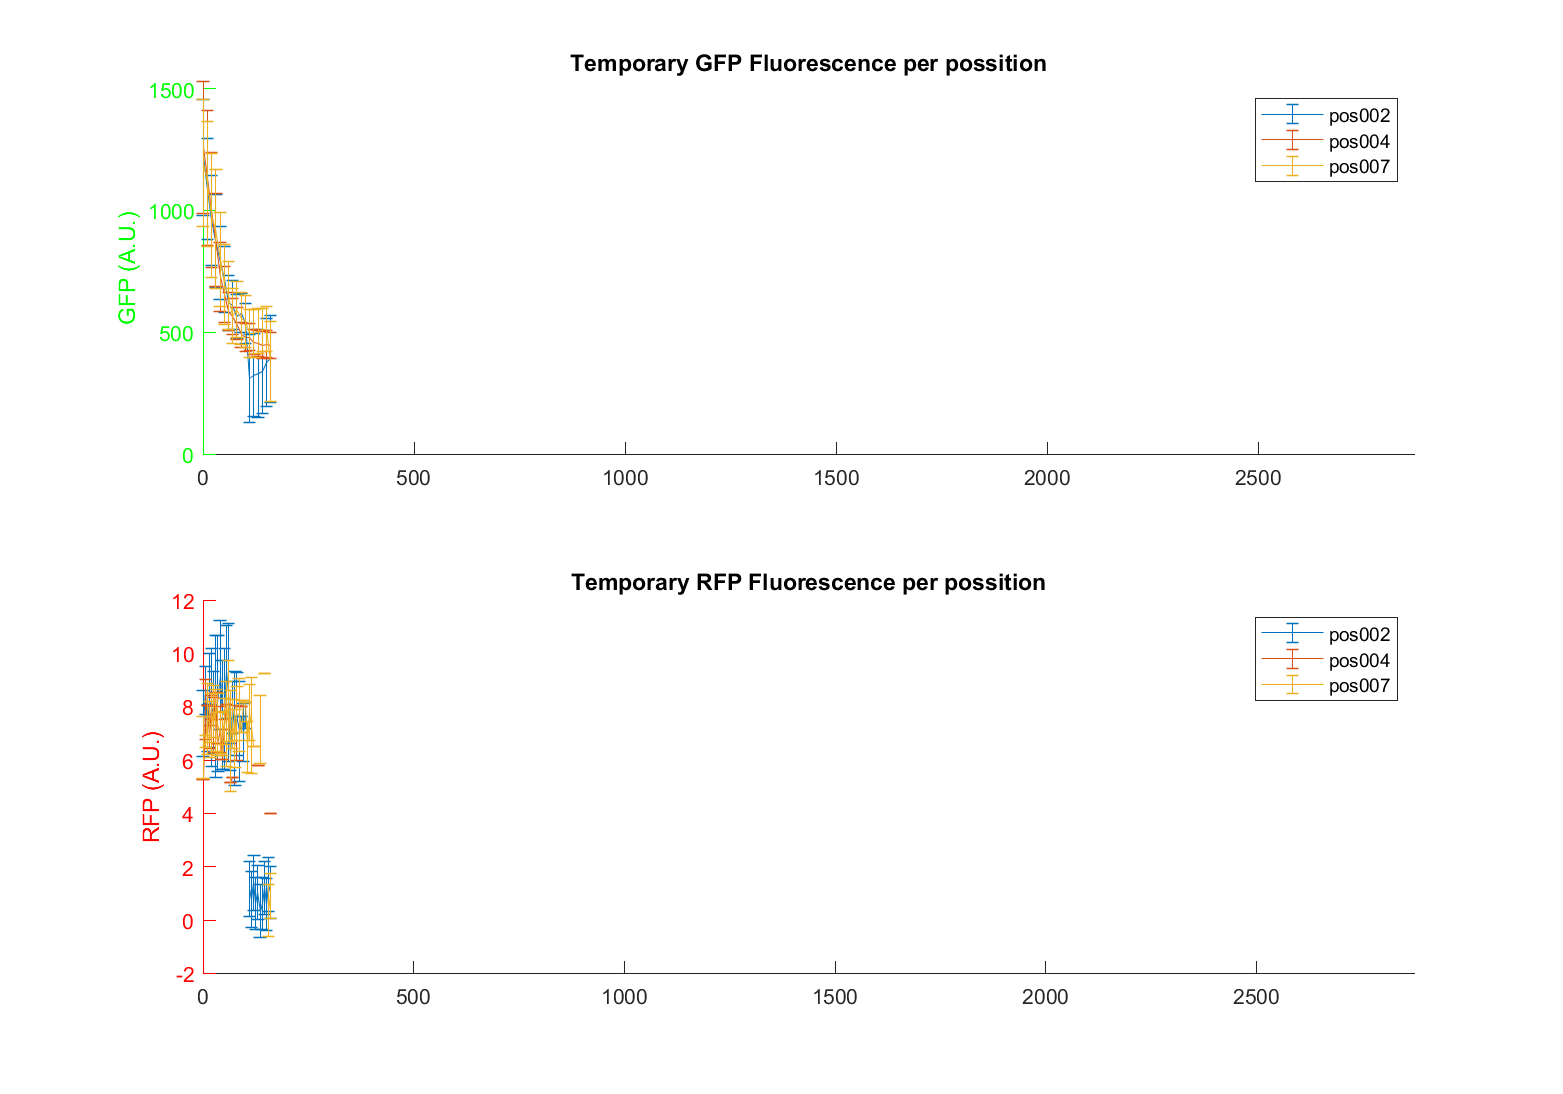 Temporary GFP Fluorescence per possition
GFP (A.U.)
1500
1000
500
0
0 500 1000 1500 2000 2500
pos002
pos004
pos007
Temporary RFP Fluorescence per possition
RFP (A.U.)
12
10
8
6
4
2
0
-2
0 500 1000 1500 2000 2500
pos002
pos004
pos007